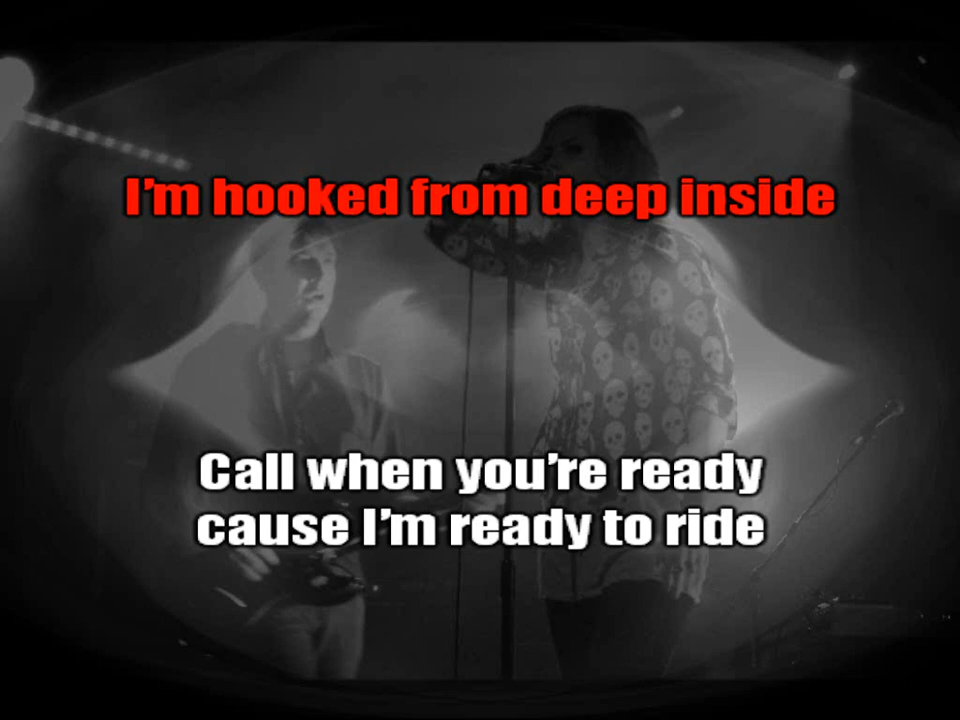 I'm hooked from deep inside
Call when you're ready
cause I'm ready to ride